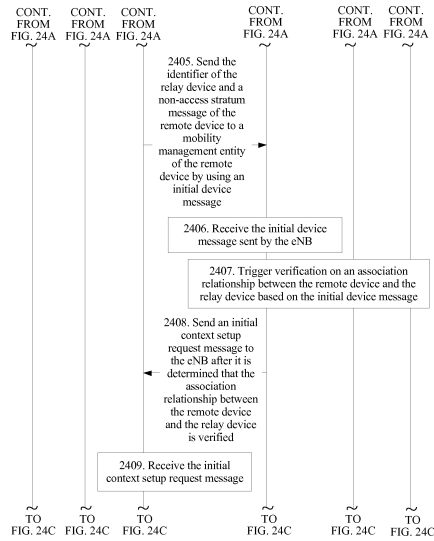 CONT. CONT. CONT. CONT. CONT. CONT.
FROM FROM FROM FROM FROM FROM
FIG. 24A FIG. 24A FIG. 24A FIG. 24A FIG. 24A FIG. 24A
2405. Send the
identifier of the
relay device and a
non-access stratum
message of the
remote device to a
mobility
management entity
of the remote
device by using an
initial device
message
2406. Receive the initial device
message sent by the eNB
2407. Trigger verification on an association
relationship between the remote device and the
relay device based on the initial device message
2408. Send an initial
context setup
request message to
the eNB after it is
determined that the
association
relationship between
the remote device
and the relay device
is verified
2409. Receive the initial
context setup request message
TO TO TO TO TO TO
FIG. 24C FIG. 24C FIG. 24C FIG. 24C FIG. 24C FIG. 24C